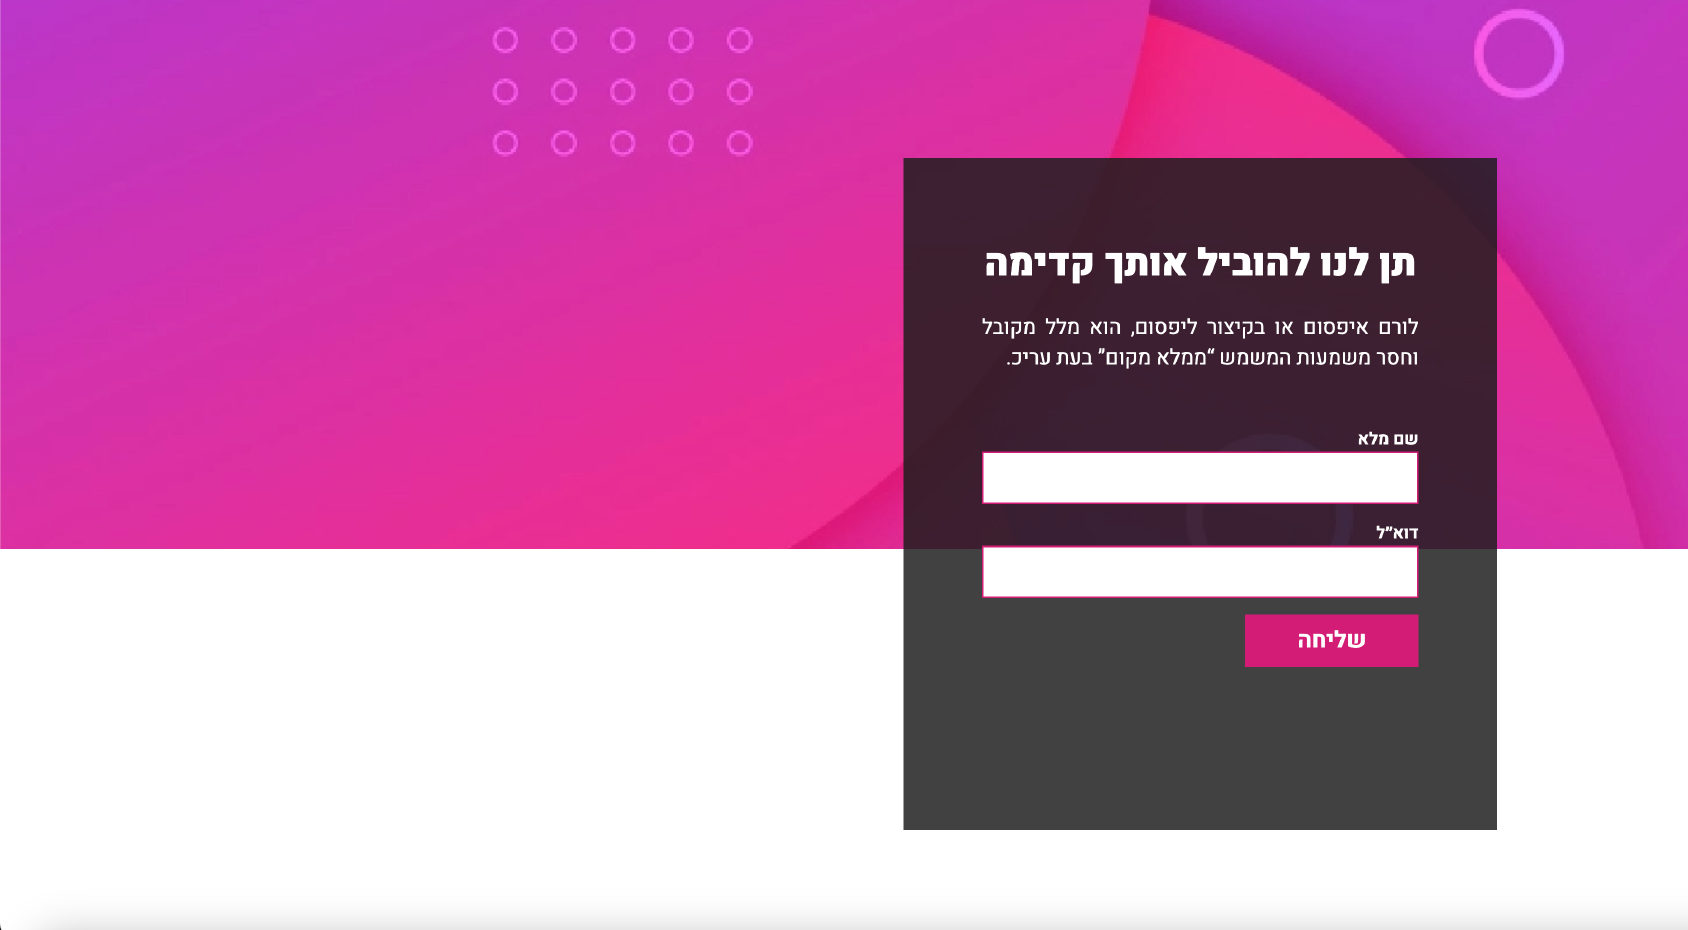 תן לנו להוביל אותך קדימה
לורם איפסום או בקיצור ליפסום, הוא מלל מקובל
וחסר משמעות המשמש “ממלא מקום” בעת עריכ.
שם מלא
דוא״ל
שליחה